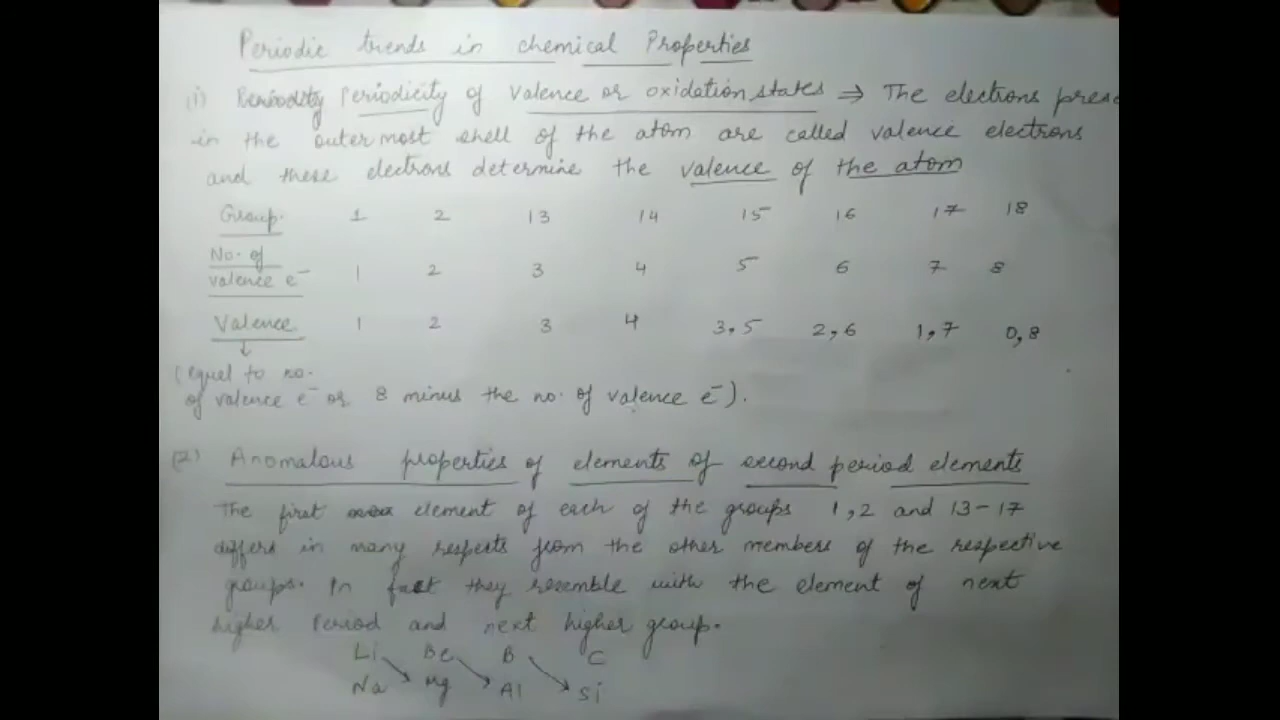 Periodic trends in chemical Properties
(1) Periodicity of valence or oxidation states ⇒ The electrons prese
in the outermost shell of the atom are called valence electrons
and these electrons determine the valence of the atom
Group. 1 2 13 14 15 16 17 18
No. of
valence e⁻ 1 2 3 4 5 6 7 8
Valence 1 2 3 4 3,5 2,6 1,7 0,8
↓
(equal to no.
of valence e⁻ or 8 minus the no. of valence e⁻).
(2) Anomalous properties of elements of second period elements
The first element of each of the groups 1,2 and 13-17
differs in many respects from the other members of the respective
groups. In fact they resemble with the element of next
higher Period and next higher group.
Li Be B C
Na Mg Al Si